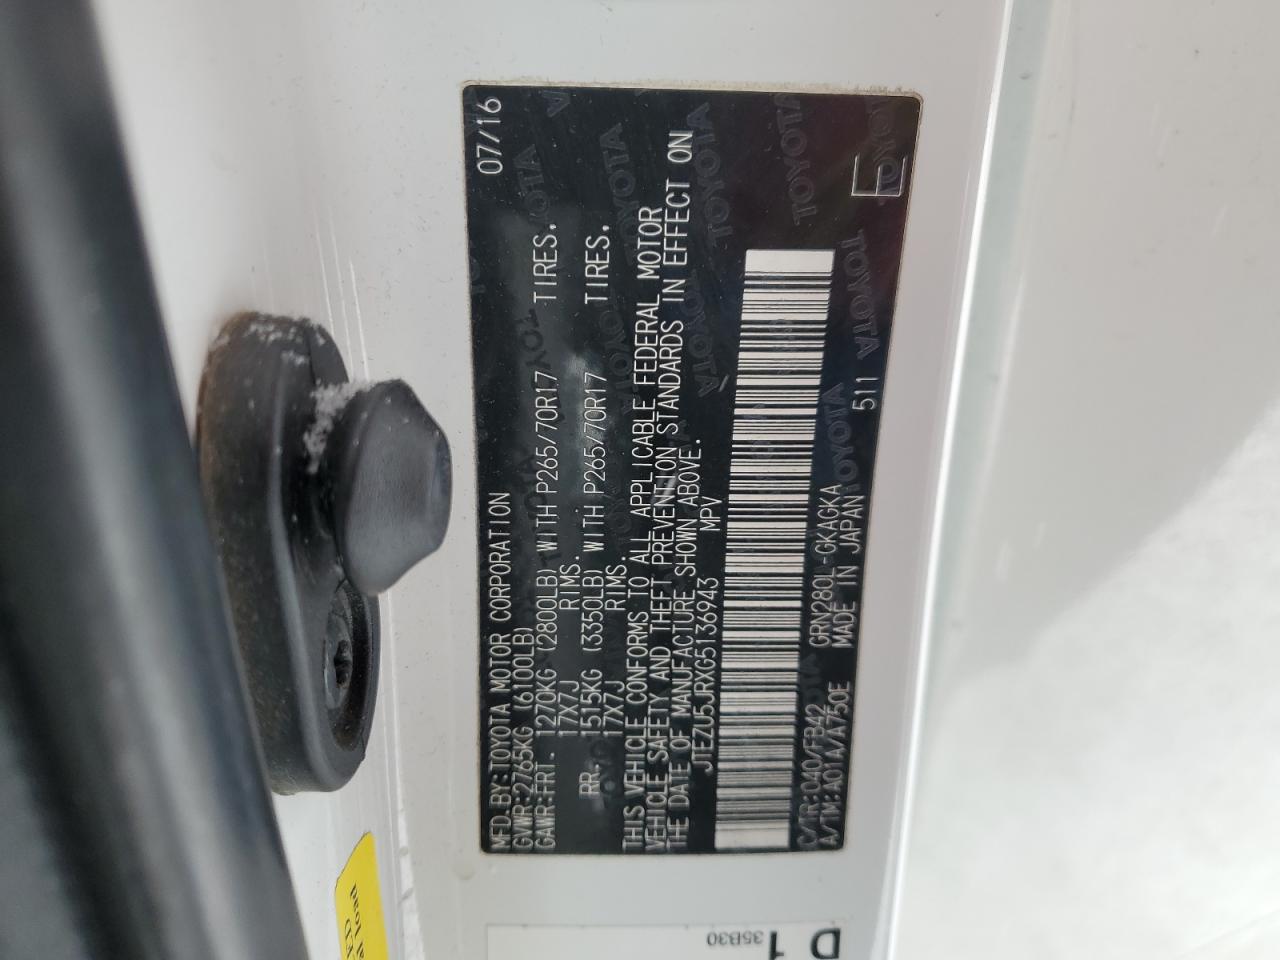 MFD.BY:TOYOTA MOTOR CORPORATION 07/16
GVWR:2765KG (6100LB)
GAWR:FRT. 1270KG (2800LB) WITH P265/70R17 TIRES.
17X7J RIMS.
RR. 1515KG (3350LB) WITH P265/70R17 TIRES.
17X7J RIMS.
THIS VEHICLE CONFORMS TO ALL APPLICABLE FEDERAL MOTOR
VEHICLE SAFETY AND THEFT PREVENTION STANDARDS IN EFFECT ON
THE DATE OF MANUFACTURE SHOWN ABOVE.
JTEZU5JRXG5136943 MPV
C/TR:040/FB42 GRN280L-GKAGKA 511
A/TM:A01A/A750E MADE IN JAPAN
E
D1
35B30
load